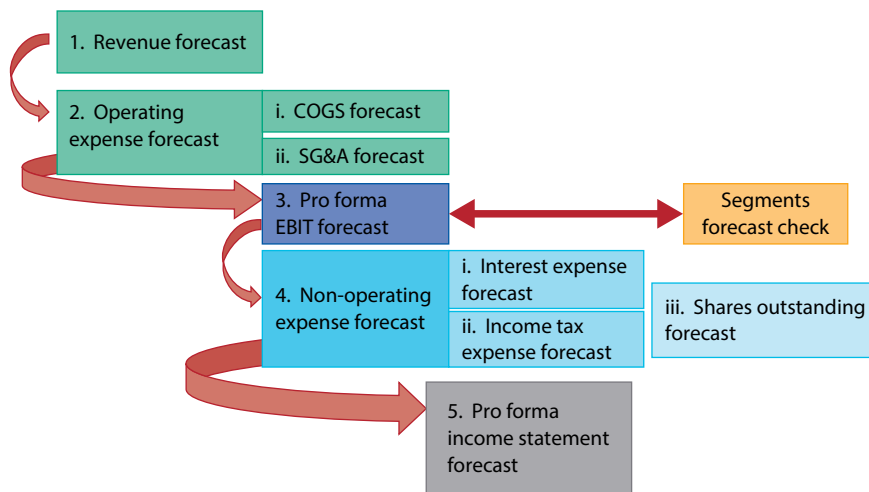 1. Revenue forecast
2. Operating
expense forecast
i. COGS forecast
ii. SG&A forecast
3. Pro forma
EBIT forecast
Segments
forecast check
4. Non-operating
expense forecast
i. Interest expense
forecast
ii. Income tax
expense forecast
iii. Shares outstanding
forecast
5. Pro forma
income statement
forecast